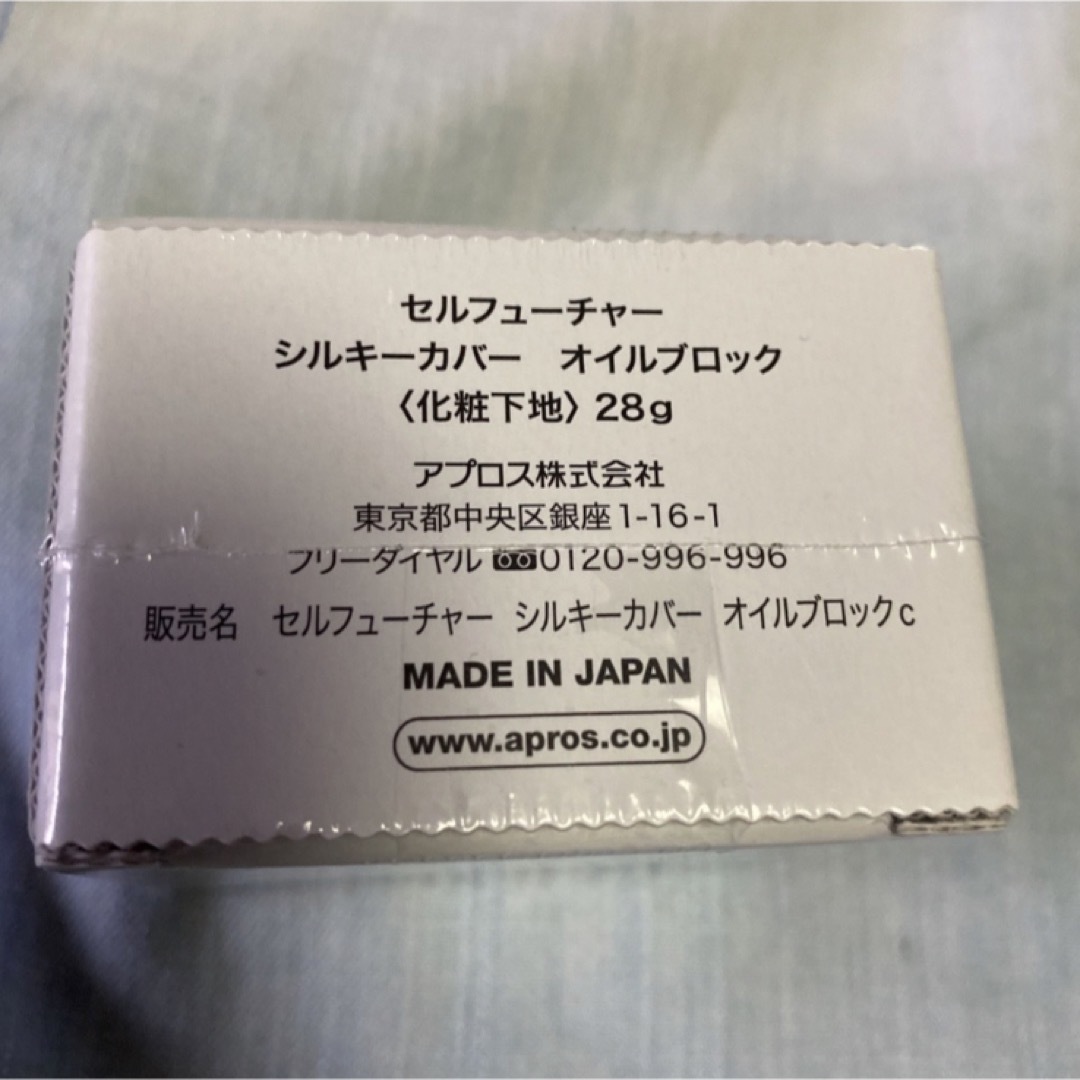 セルフューチャー
シルキーカバー オイルブロック
〈化粧下地〉28g
アプロス株式会社
東京都中央区銀座1-16-1
フリーダイヤル 0120-996-996
販売名 セルフューチャー シルキーカバー オイルブロックc
MADE IN JAPAN
www.apros.co.jp